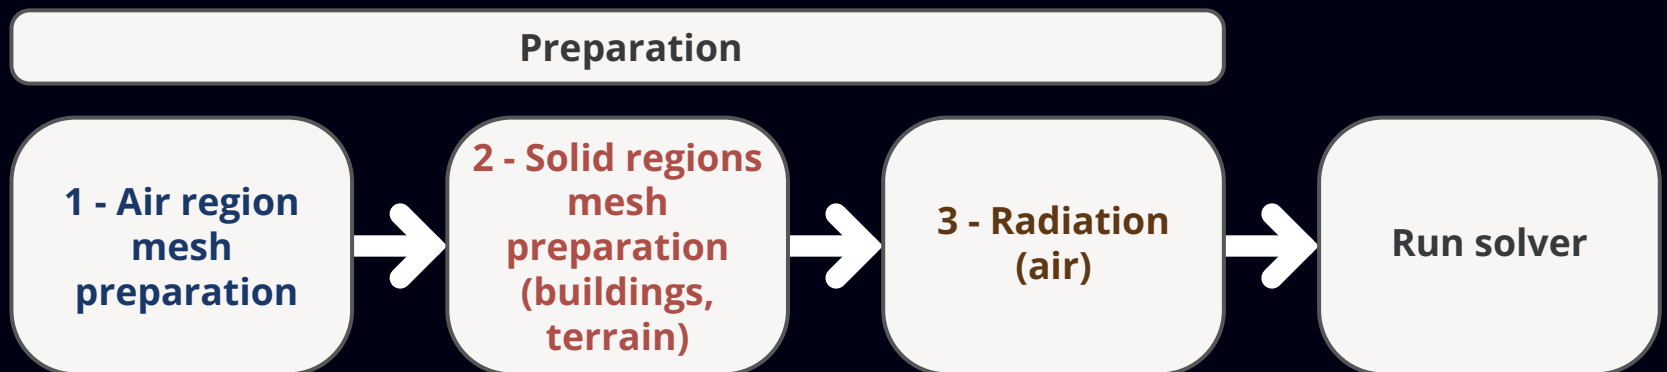 Preparation
1 - Air region
mesh
preparation
2 - Solid regions
mesh
preparation
(buildings,
terrain)
3 - Radiation
(air)
Run solver